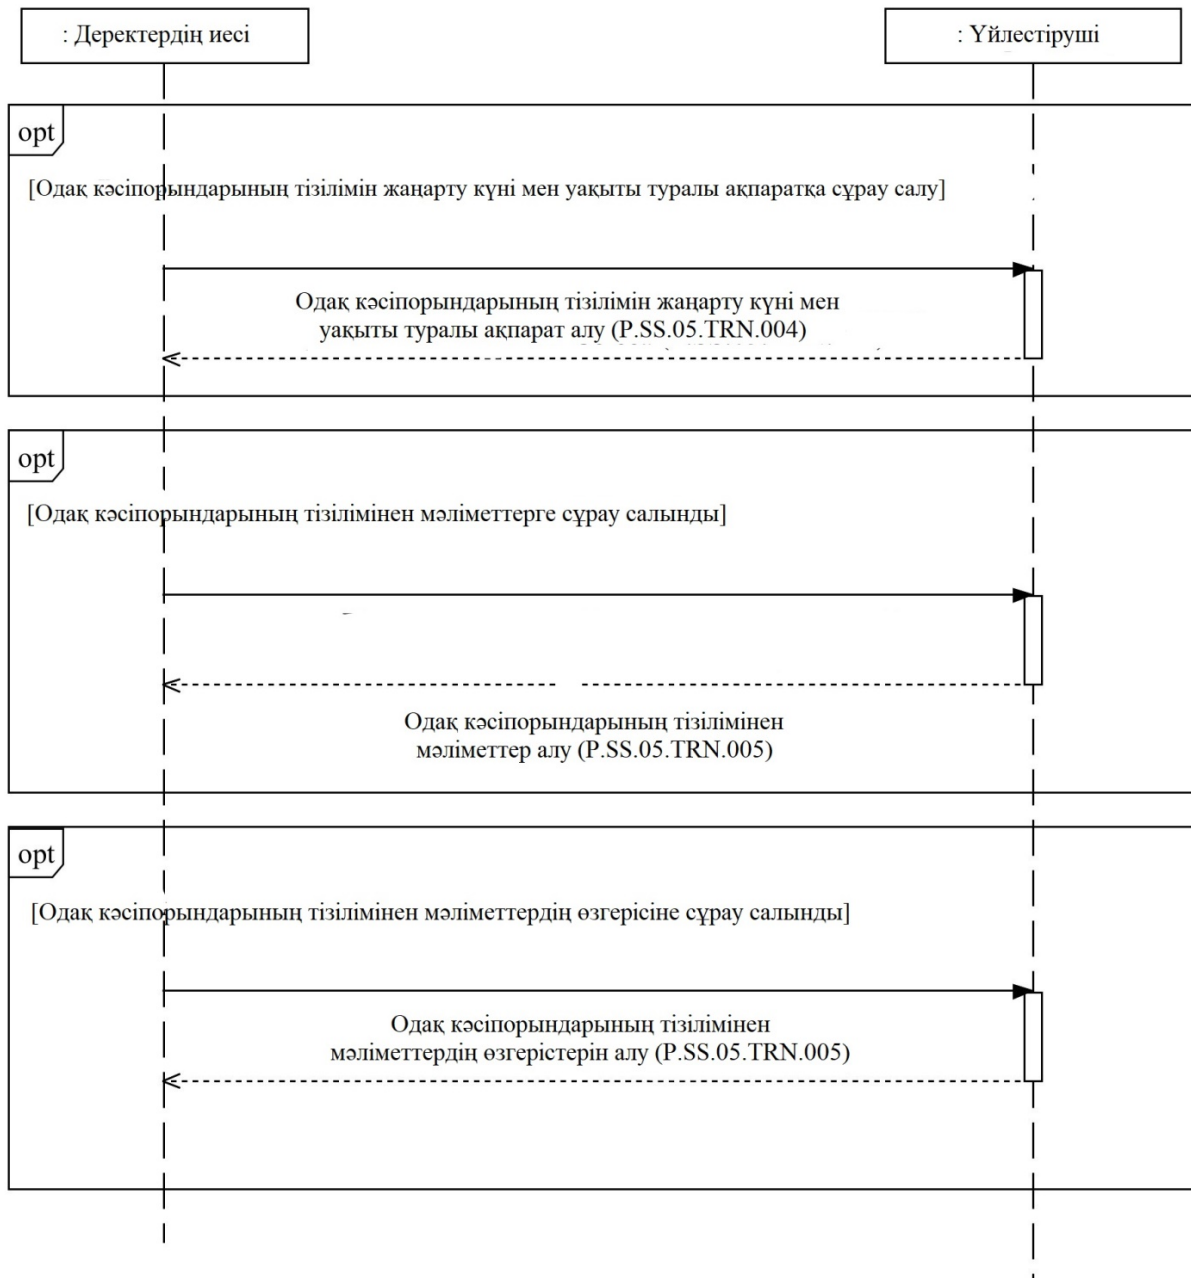 : Деректердің иесі
: Үйлестіруші
opt
[Одақ кәсіпорындарының тізілімін жаңарту күні мен уақыты туралы ақпаратқа сұрау салу]
Одақ кәсіпорындарының тізілімін жаңарту күні мен
уақыты туралы ақпарат алу (P.SS.05.TRN.004)
opt
[Одақ кәсіпорындарының тізілімінен мәліметтерге сұрау салынды]
Одақ кәсіпорындарының тізілімінен
мәліметтер алу (P.SS.05.TRN.005)
opt
[Одақ кәсіпорындарының тізілімінен мәліметтердің өзгерісіне сұрау салынды]
Одақ кәсіпорындарының тізілімінен
мәліметтердің өзгерістерін алу (P.SS.05.TRN.005)